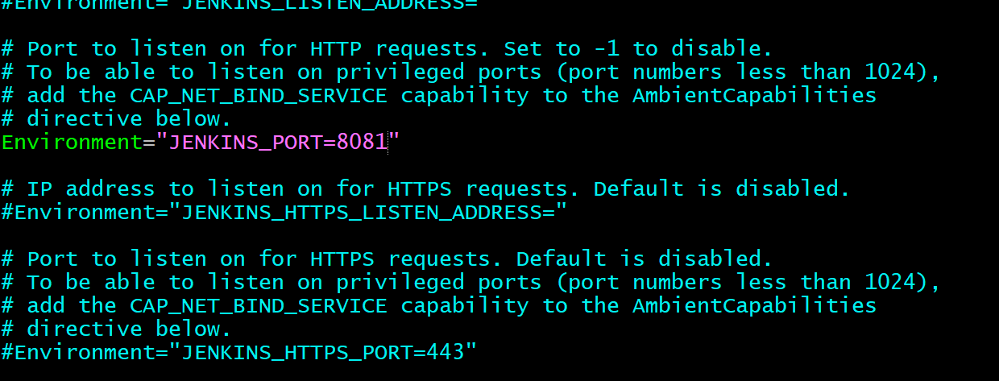 #Environment="JENKINS_LISTEN_ADDRESS="
# Port to listen on for HTTP requests. Set to -1 to disable.
# To be able to listen on privileged ports (port numbers less than 1024),
# add the CAP_NET_BIND_SERVICE capability to the AmbientCapabilities
# directive below.
Environment="JENKINS_PORT=8081"
# IP address to listen on for HTTPS requests. Default is disabled.
#Environment="JENKINS_HTTPS_LISTEN_ADDRESS="
# Port to listen on for HTTPS requests. Default is disabled.
# To be able to listen on privileged ports (port numbers less than 1024),
# add the CAP_NET_BIND_SERVICE capability to the AmbientCapabilities
# directive below.
#Environment="JENKINS_HTTPS_PORT=443"